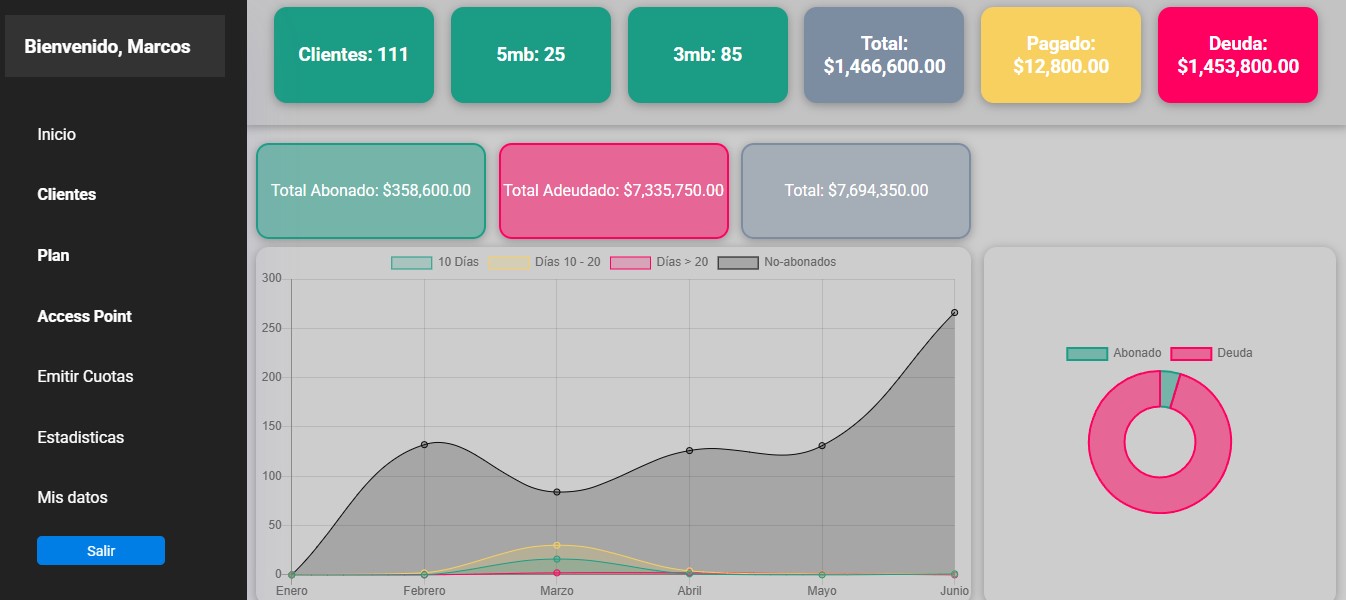 Bienvenido, Marcos
Inicio
Clientes
Plan
Access Point
Emitir Cuotas
Estadisticas
Mis datos
Salir
Clientes: 111
5mb: 25
3mb: 85
Total:
$1,466,600.00
Pagado:
$12,800.00
Deuda:
$1,453,800.00
Total Abonado: $358,600.00
Total Adeudado: $7,335,750.00
Total: $7,694,350.00
10 Días
Días 10 - 20
Días > 20
No-abonados
300
250
200
150
100
50
0
Enero
Febrero
Marzo
Abril
Mayo
Junio
Abonado
Deuda